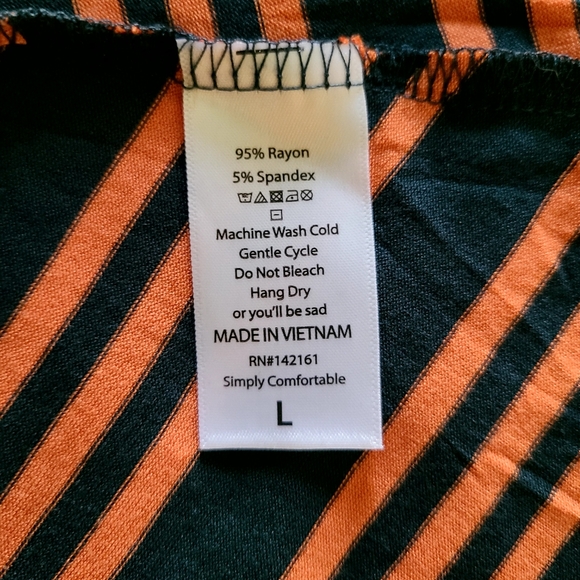 95% Rayon
5% Spandex
Machine Wash Cold
Gentle Cycle
Do Not Bleach
Hang Dry
or you'll be sad
MADE IN VIETNAM
RN#142161
Simply Comfortable
L